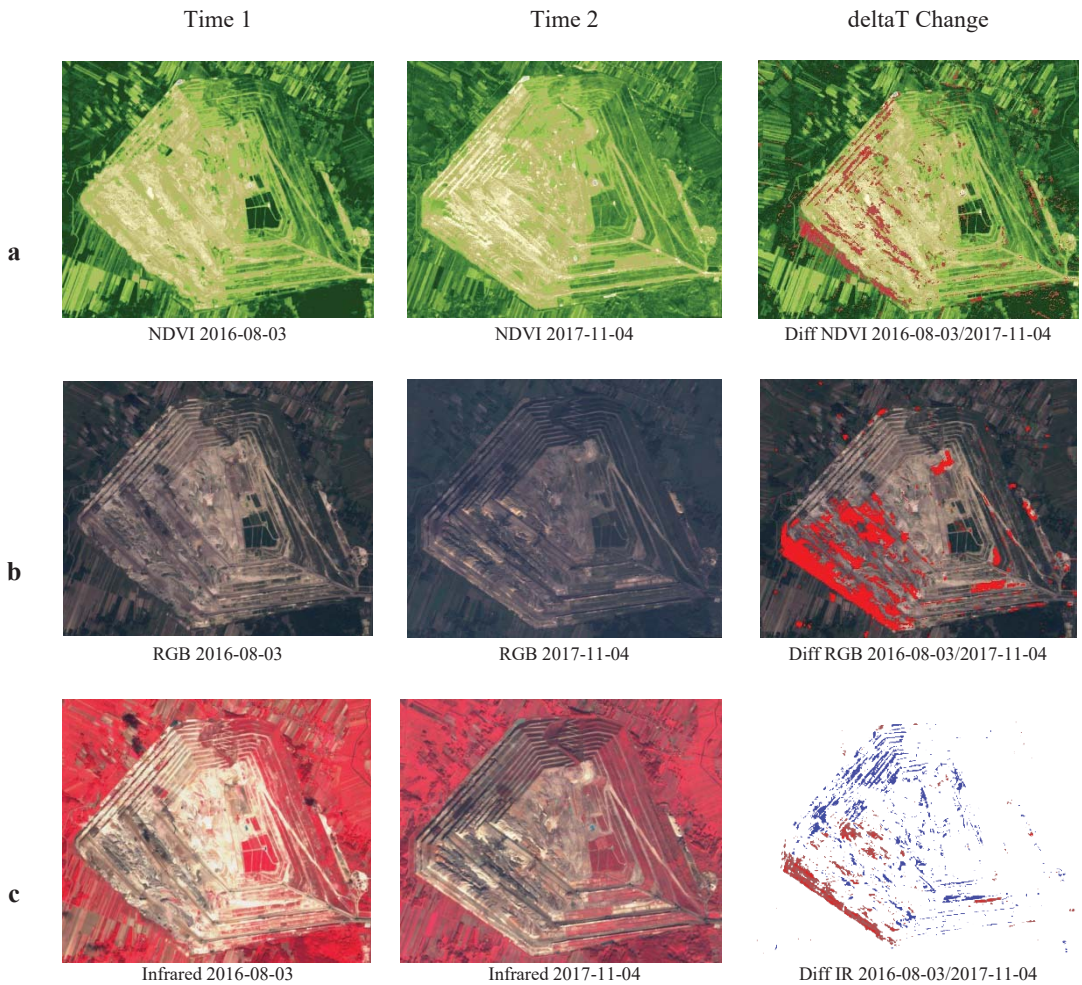 Time 1 Time 2 deltaT Change
a
NDVI 2016-08-03 NDVI 2017-11-04 Diff NDVI 2016-08-03/2017-11-04
b
RGB 2016-08-03 RGB 2017-11-04 Diff RGB 2016-08-03/2017-11-04
c
Infrared 2016-08-03 Infrared 2017-11-04 Diff IR 2016-08-03/2017-11-04